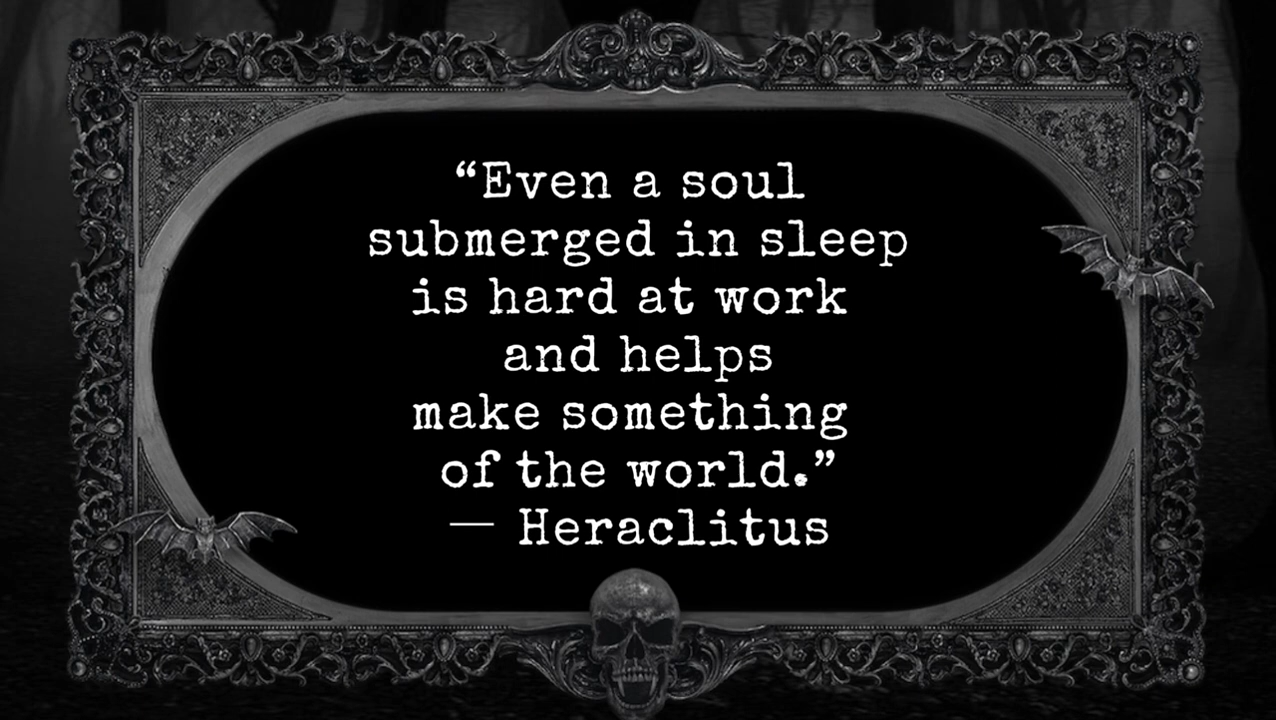 “Even a soul
submerged in sleep
is hard at work
and helps
make something
of the world.”
— Heraclitus